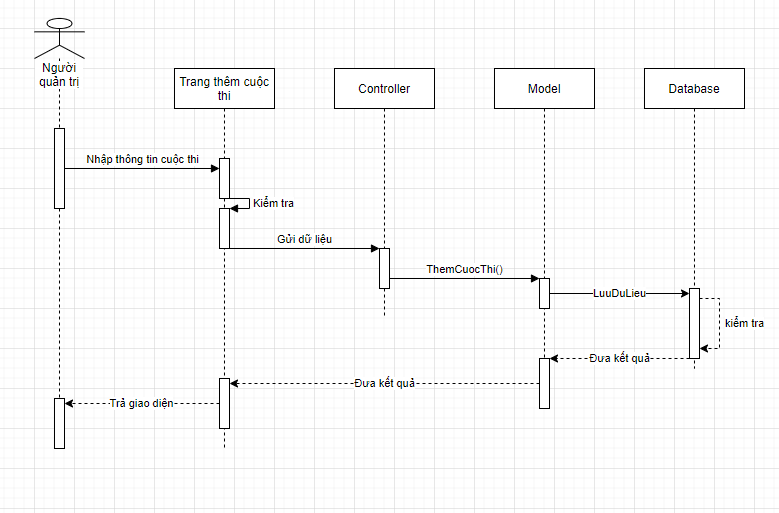 Người
quản trị
Trang thêm cuộc
thi
Controller
Model
Database
Nhập thông tin cuộc thi
Kiểm tra
Gửi dữ liệu
ThemCuocThi()
LuuDuLieu
kiểm tra
Đưa kết quả
Đưa kết quả
Trả giao diện